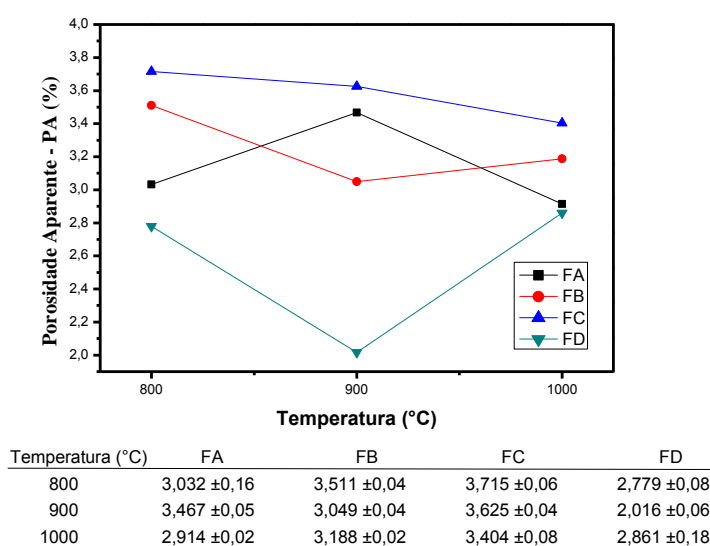 4,0
3,8
3,6
3,4
3,2
3,0
2,8
2,6
2,4
2,2
2,0
Porosidade Aparente - PA (%)
FA
FB
FC
FD
800
900
1000
Temperatura (°C)
Temperatura (°C) FA FB FC FD
800 3,032 ±0,16 3,511 ±0,04 3,715 ±0,06 2,779 ±0,08
900 3,467 ±0,05 3,049 ±0,04 3,625 ±0,04 2,016 ±0,06
1000 2,914 ±0,02 3,188 ±0,02 3,404 ±0,08 2,861 ±0,18